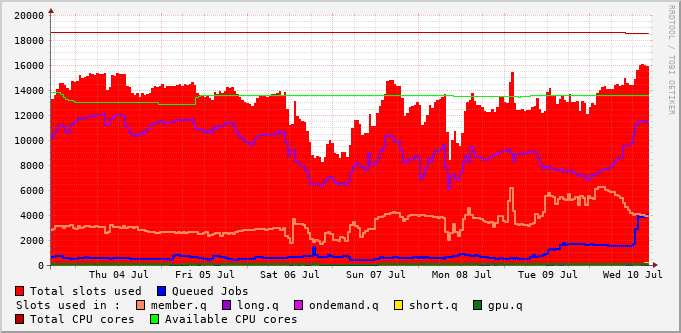 20000
18000
16000
14000
12000
10000
8000
6000
4000
2000
0
Thu 04 Jul Fri 05 Jul Sat 06 Jul Sun 07 Jul Mon 08 Jul Tue 09 Jul Wed 10 Jul
Total slots used Queued Jobs
Slots used in : member.q long.q ondemand.q short.q gpu.q
Total CPU cores Available CPU cores
RRDTOOL / TOBI OETIKER